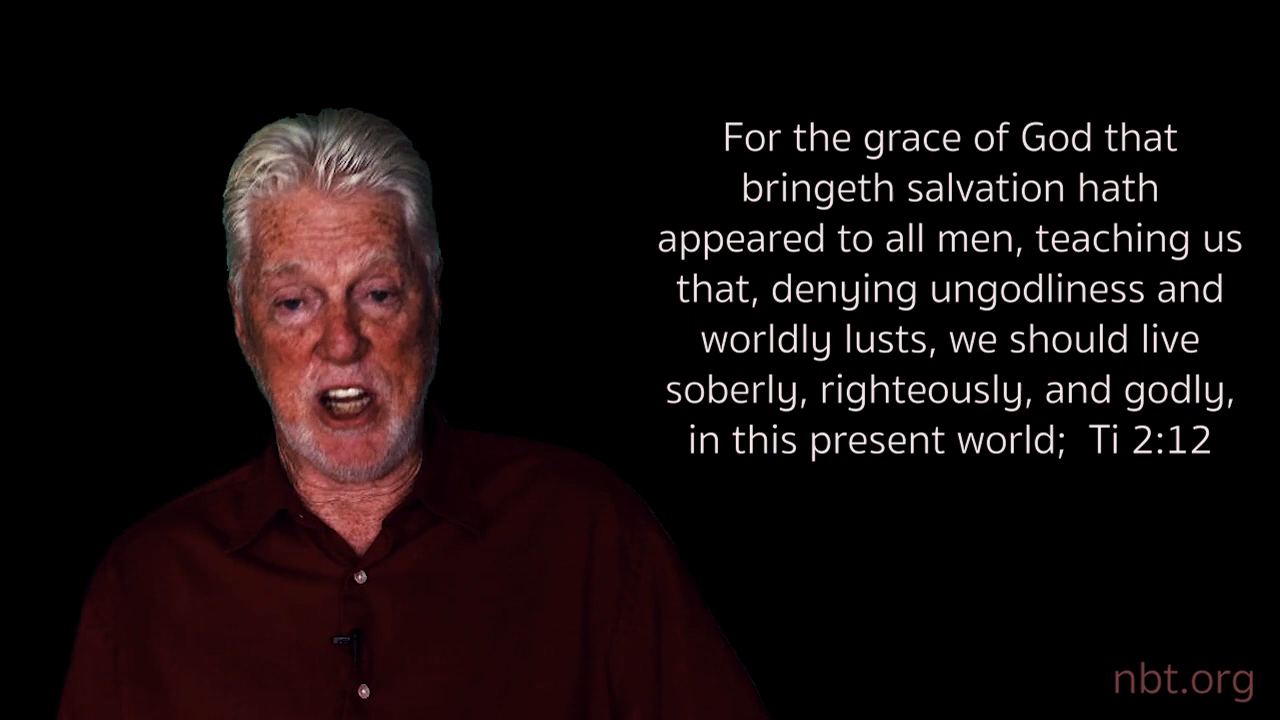 For the grace of God that
bringeth salvation hath
appeared to all men, teaching us
that, denying ungodliness and
worldly lusts, we should live
soberly, righteously, and godly,
in this present world;  Ti 2:12
nbt.org